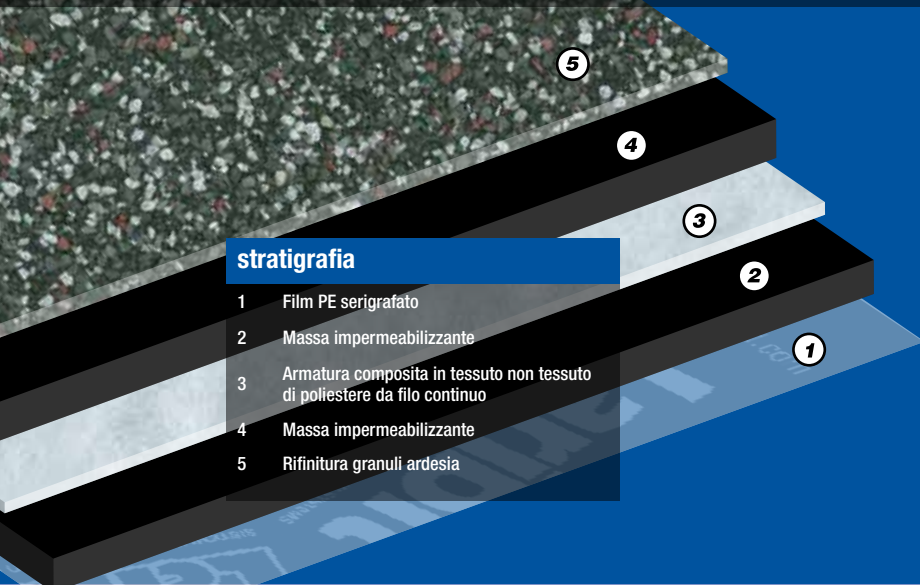 5
4
3
2
1
stratigrafia
1 Film PE serigrafato
2 Massa impermeabilizzante
3 Armatura composita in tessuto non tessuto
di poliestere da filo continuo
4 Massa impermeabilizzante
5 Rifinitura granuli ardesia
.com